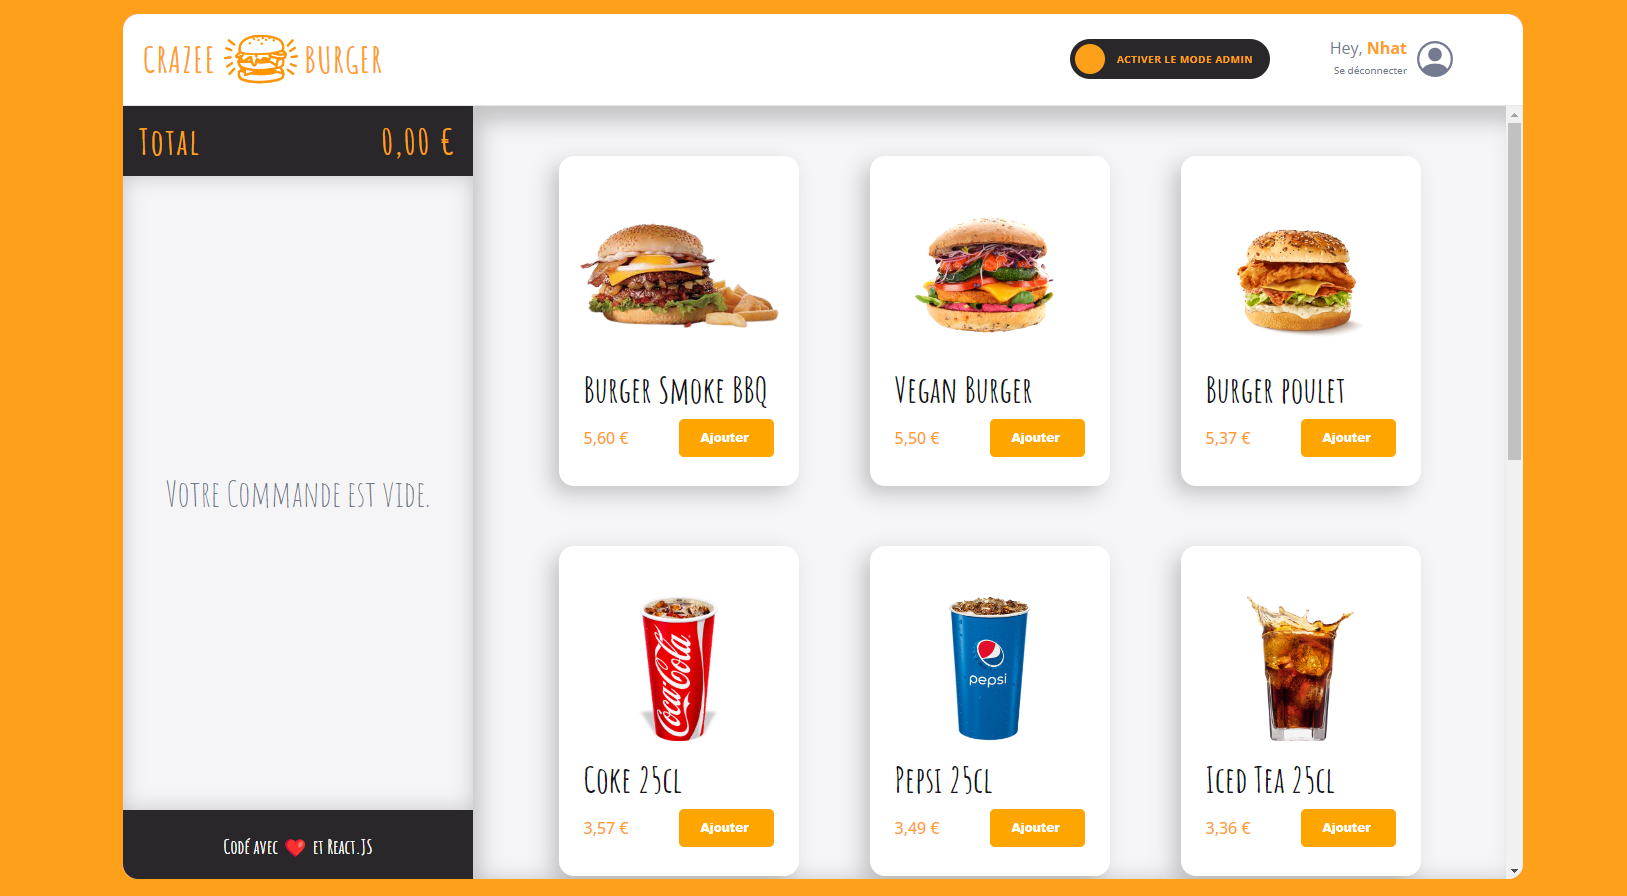 CRAZEE BURGER
ACTIVER LE MODE ADMIN
Hey, Nhat
Se déconnecter
Total 0,00 €
Votre Commande est vide.
Codé avec ❤️ et React.JS
Burger Smoke BBQ
5,60 €
Ajouter
Vegan Burger
5,50 €
Ajouter
Burger poulet
5,37 €
Ajouter
Coca-Cola
Coke 25cl
3,57 €
Ajouter
pepsi
Pepsi 25cl
3,49 €
Ajouter
Iced Tea 25cl
3,36 €
Ajouter